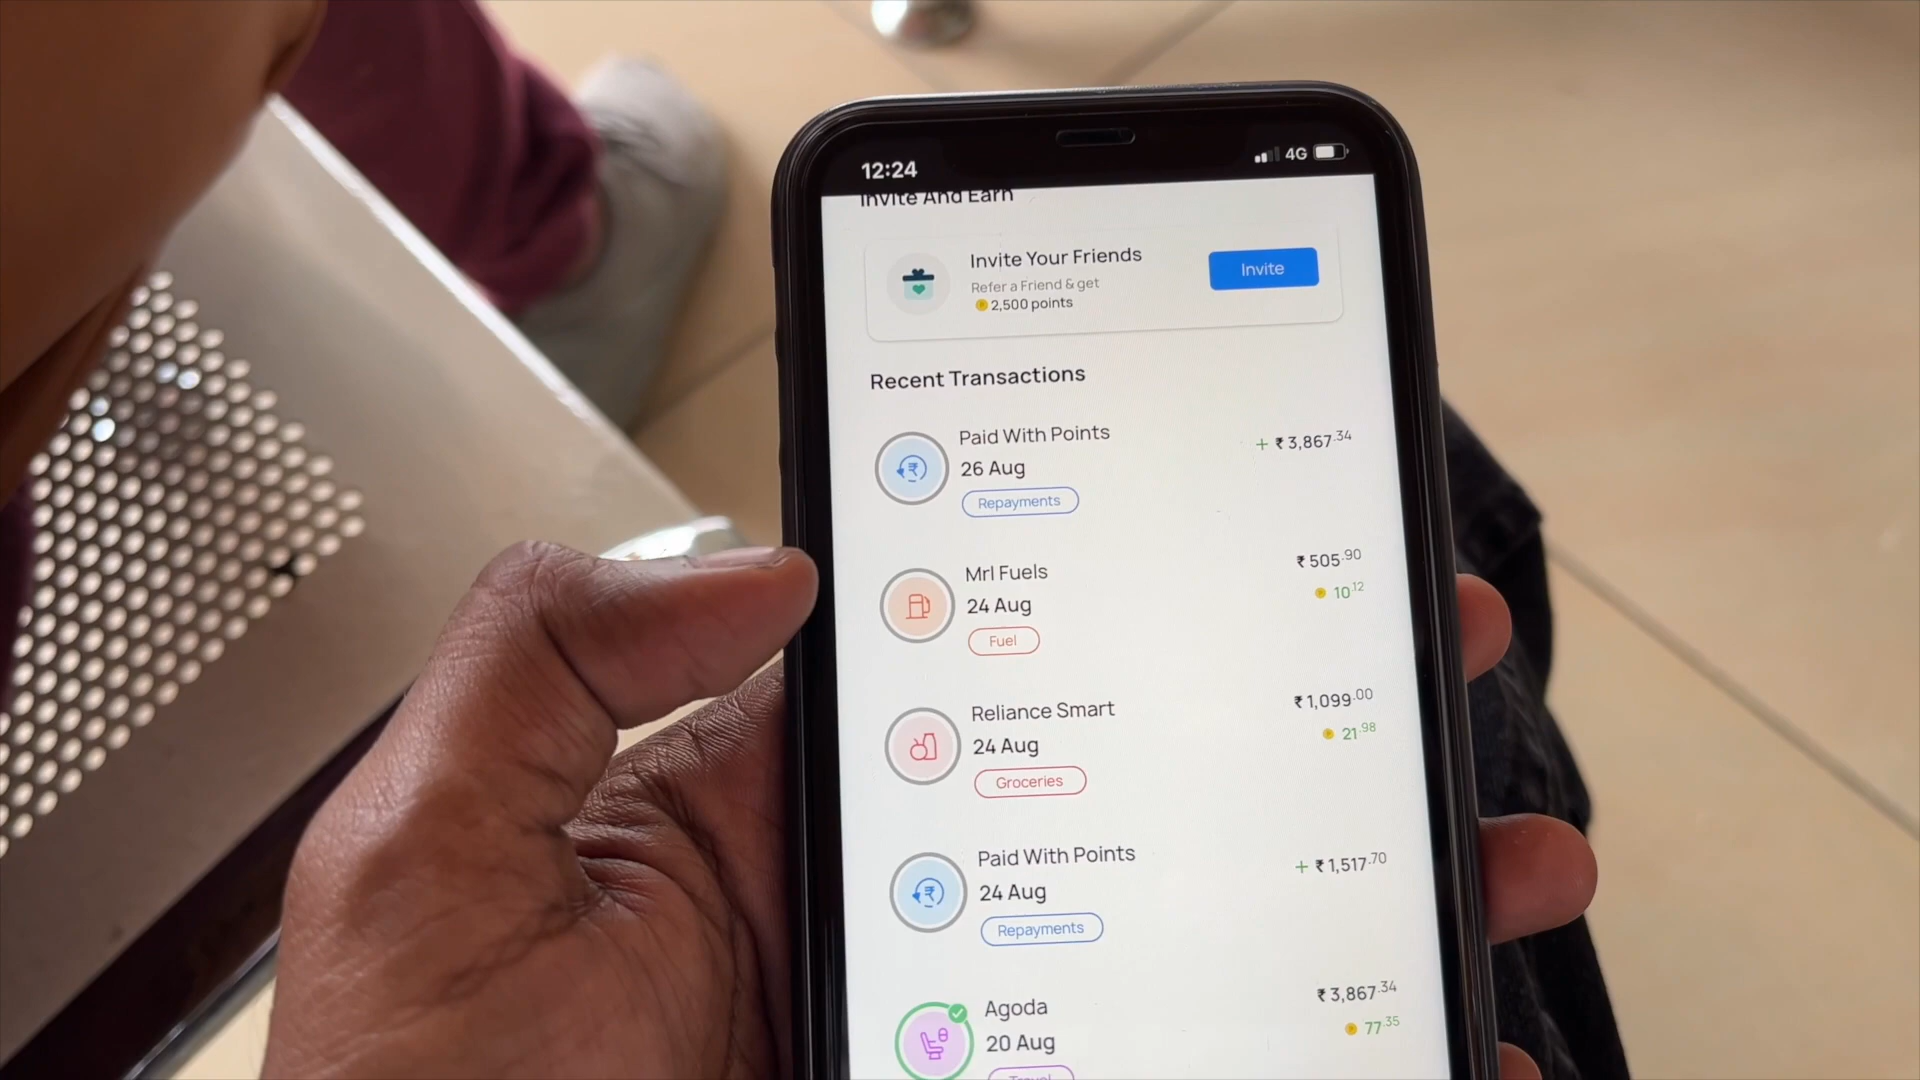 12:24
4G
Invite And Earn
Invite Your Friends
Refer a Friend & get
2,500 points
Invite
Recent Transactions
Paid With Points
+ ₹3,867.34
26 Aug
Repayments
Mrl Fuels
₹505.90
24 Aug
10.12
Fuel
Reliance Smart
₹1,099.00
24 Aug
21.98
Groceries
Paid With Points
+ ₹1,517.70
24 Aug
Repayments
Agoda
₹3,867.34
20 Aug
77.35
Travel